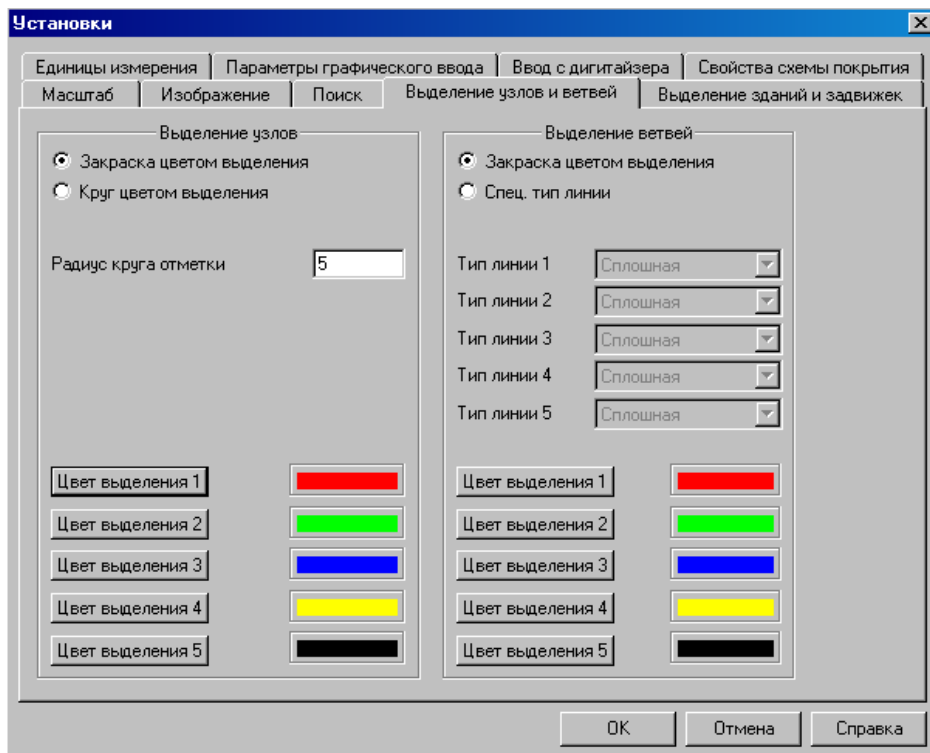 Установки
Единицы измерения
Параметры графического ввода
Ввод с дигитайзера
Свойства схемы покрытия
Масштаб
Изображение
Поиск
Выделение узлов и ветвей
Выделение зданий и задвижек
Выделение узлов
Закраска цветом выделения
Круг цветом выделения
Радиус круга отметки
5
Цвет выделения 1
Цвет выделения 2
Цвет выделения 3
Цвет выделения 4
Цвет выделения 5
Выделение ветвей
Закраска цветом выделения
Спец. тип линии
Тип линии 1 Сплошная
Тип линии 2 Сплошная
Тип линии 3 Сплошная
Тип линии 4 Сплошная
Тип линии 5 Сплошная
Цвет выделения 1
Цвет выделения 2
Цвет выделения 3
Цвет выделения 4
Цвет выделения 5
OK
Отмена
Справка